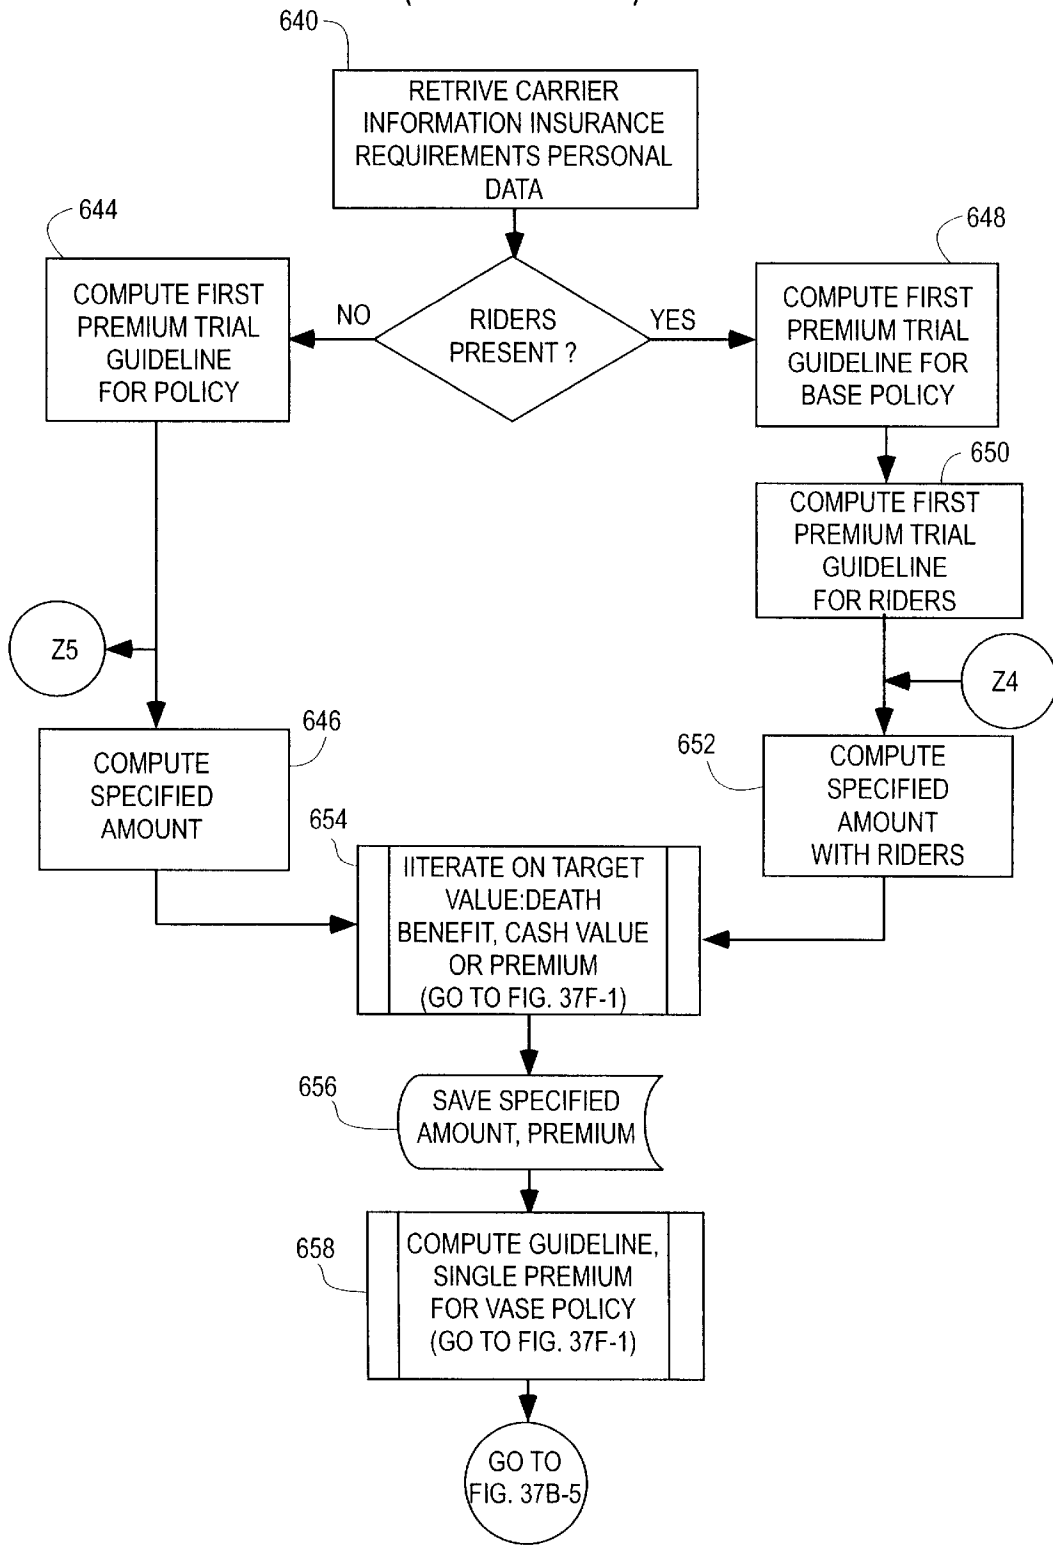 640
RETRIVE CARRIER
INFORMATION INSURANCE
REQUIREMENTS PERSONAL
DATA
644
COMPUTE FIRST
PREMIUM TRIAL
GUIDELINE
FOR POLICY
NO
RIDERS
PRESENT ?
YES
648
COMPUTE FIRST
PREMIUM TRIAL
GUIDELINE FOR
BASE POLICY
650
COMPUTE FIRST
PREMIUM TRIAL
GUIDELINE
FOR RIDERS
Z5
Z4
646
COMPUTE
SPECIFIED
AMOUNT
652
COMPUTE
SPECIFIED
AMOUNT
WITH RIDERS
654
IITERATE ON TARGET
VALUE:DEATH
BENEFIT, CASH VALUE
OR PREMIUM
(GO TO FIG. 37F-1)
656
SAVE SPECIFIED
AMOUNT, PREMIUM
658
COMPUTE GUIDELINE,
SINGLE PREMIUM
FOR VASE POLICY
(GO TO FIG. 37F-1)
GO TO
FIG. 37B-5